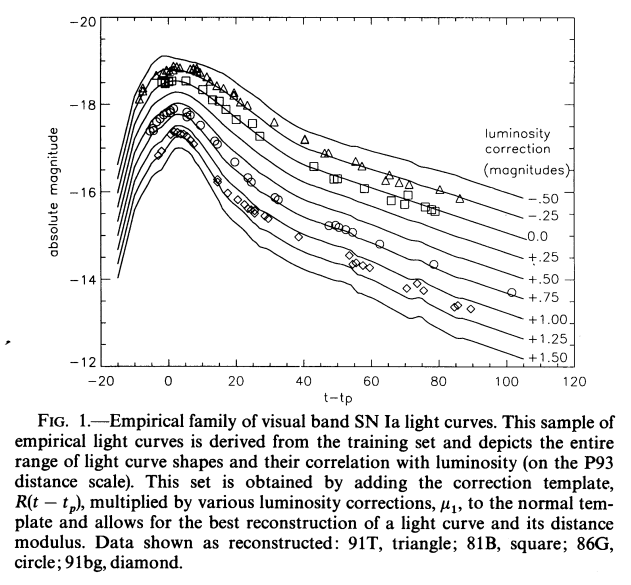 −20
−18
−16
−14
−12
absolute magnitude
luminosity
correction
(magnitudes)
−.50
−.25
0.0
+.25
+.50
+.75
+1.00
+1.25
+1.50
−20 0 20 40 60 80 100 120
t−tp
FIG. 1.—Empirical family of visual band SN Ia light curves. This sample of
empirical light curves is derived from the training set and depicts the entire
range of light curve shapes and their correlation with luminosity (on the P93
distance scale). This set is obtained by adding the correction template,
R(t − tp), multiplied by various luminosity corrections, μ1, to the normal tem-
plate and allows for the best reconstruction of a light curve and its distance
modulus. Data shown as reconstructed: 91T, triangle; 81B, square; 86G,
circle; 91bg, diamond.